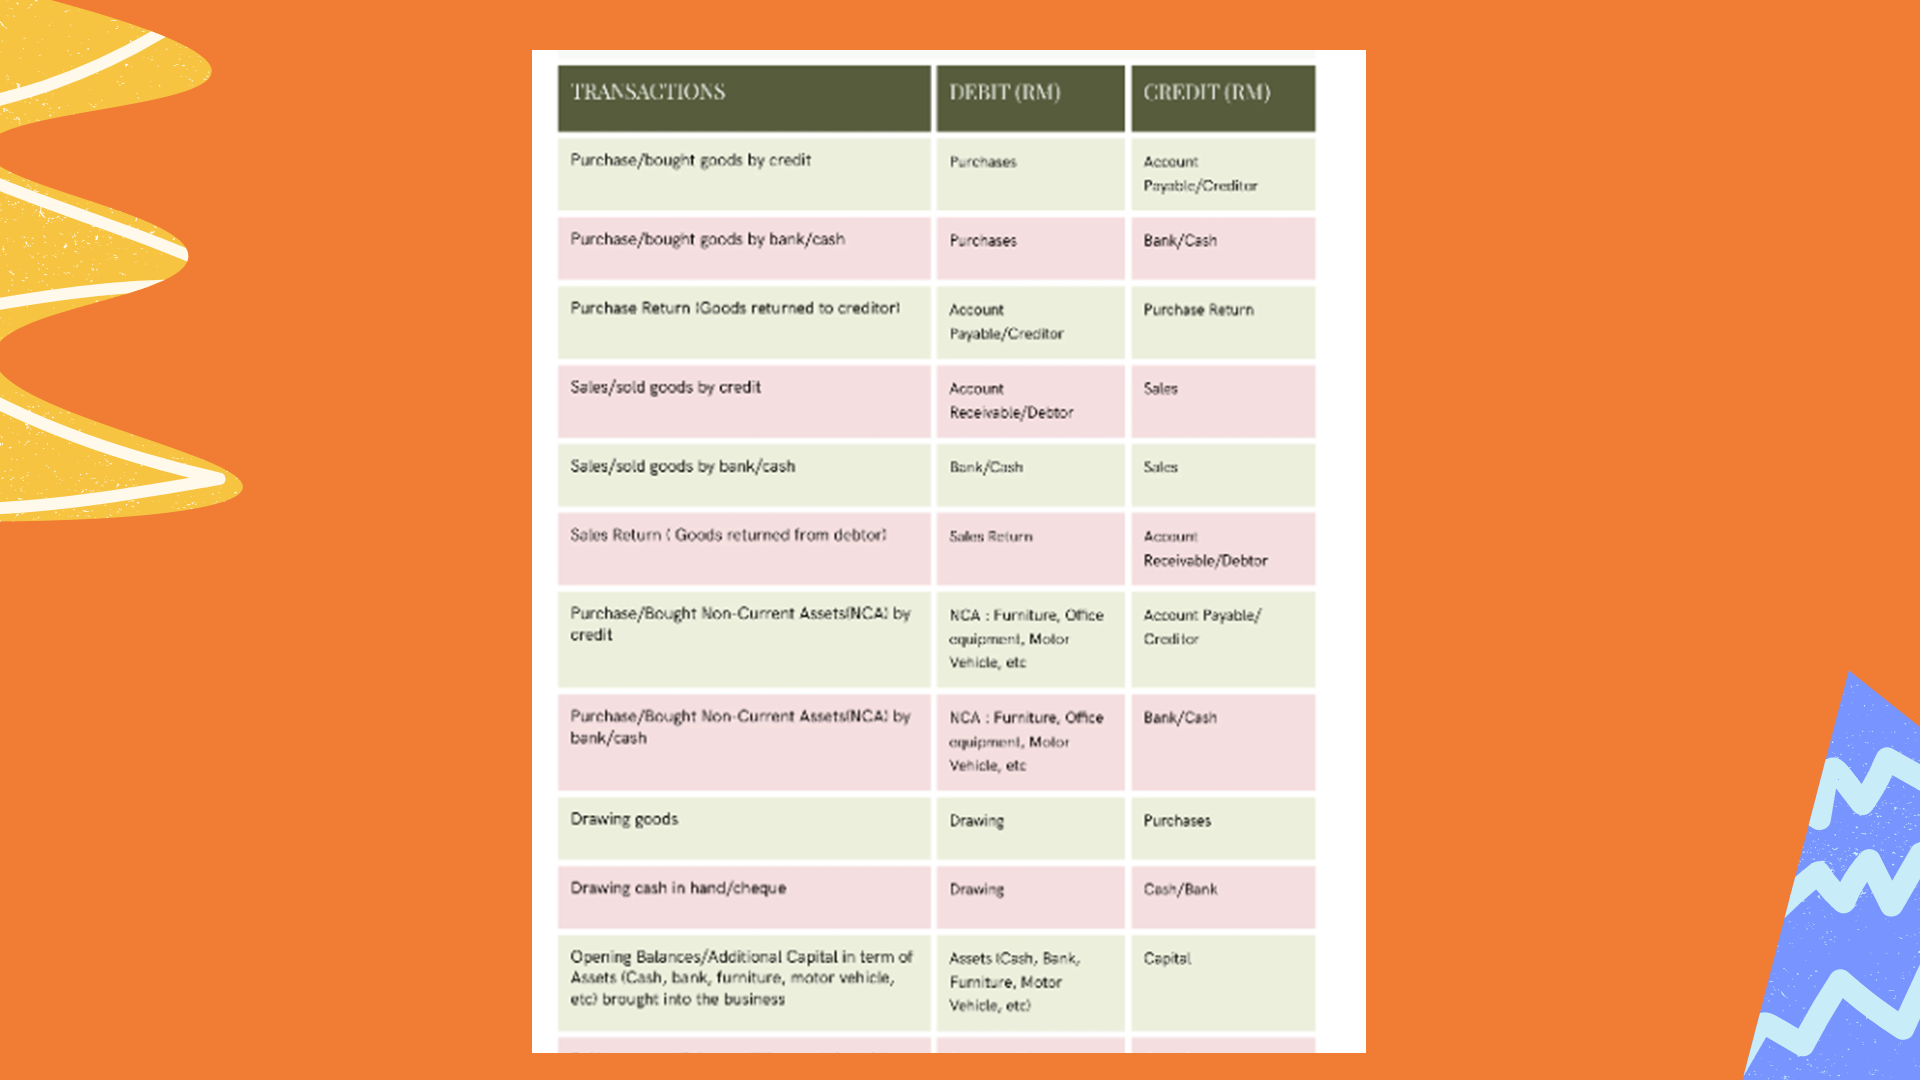 TRANSACTIONS DEBIT (RM) CREDIT (RM)
Purchase/bought goods by credit Purchases Account
Payable/Creditor
Purchase/bought goods by bank/cash Purchases Bank/Cash
Purchase Return (Goods returned to creditor) Account Purchase Return
Payable/Creditor
Sales/sold goods by credit Account Sales
Receivable/Debtor
Sales/sold goods by bank/cash Bank/Cash Sales
Sales Return ( Goods returned from debtor) Sales Return Account
Receivable/Debtor
Purchase/Bought Non-Current Assets(NCA) by NCA : Furniture, Office Account Payable/
credit equipment, Motor Creditor
Vehicle, etc
Purchase/Bought Non-Current Assets(NCA) by NCA : Furniture, Office Bank/Cash
bank/cash equipment, Motor
Vehicle, etc
Drawing goods Drawing Purchases
Drawing cash in hand/cheque Drawing Cash/Bank
Opening Balances/Additional Capital in term of Assets (Cash, Bank, Capital
Assets (Cash, bank, furniture, motor vehicle, Furniture, Motor
etc) brought into the business Vehicle, etc)